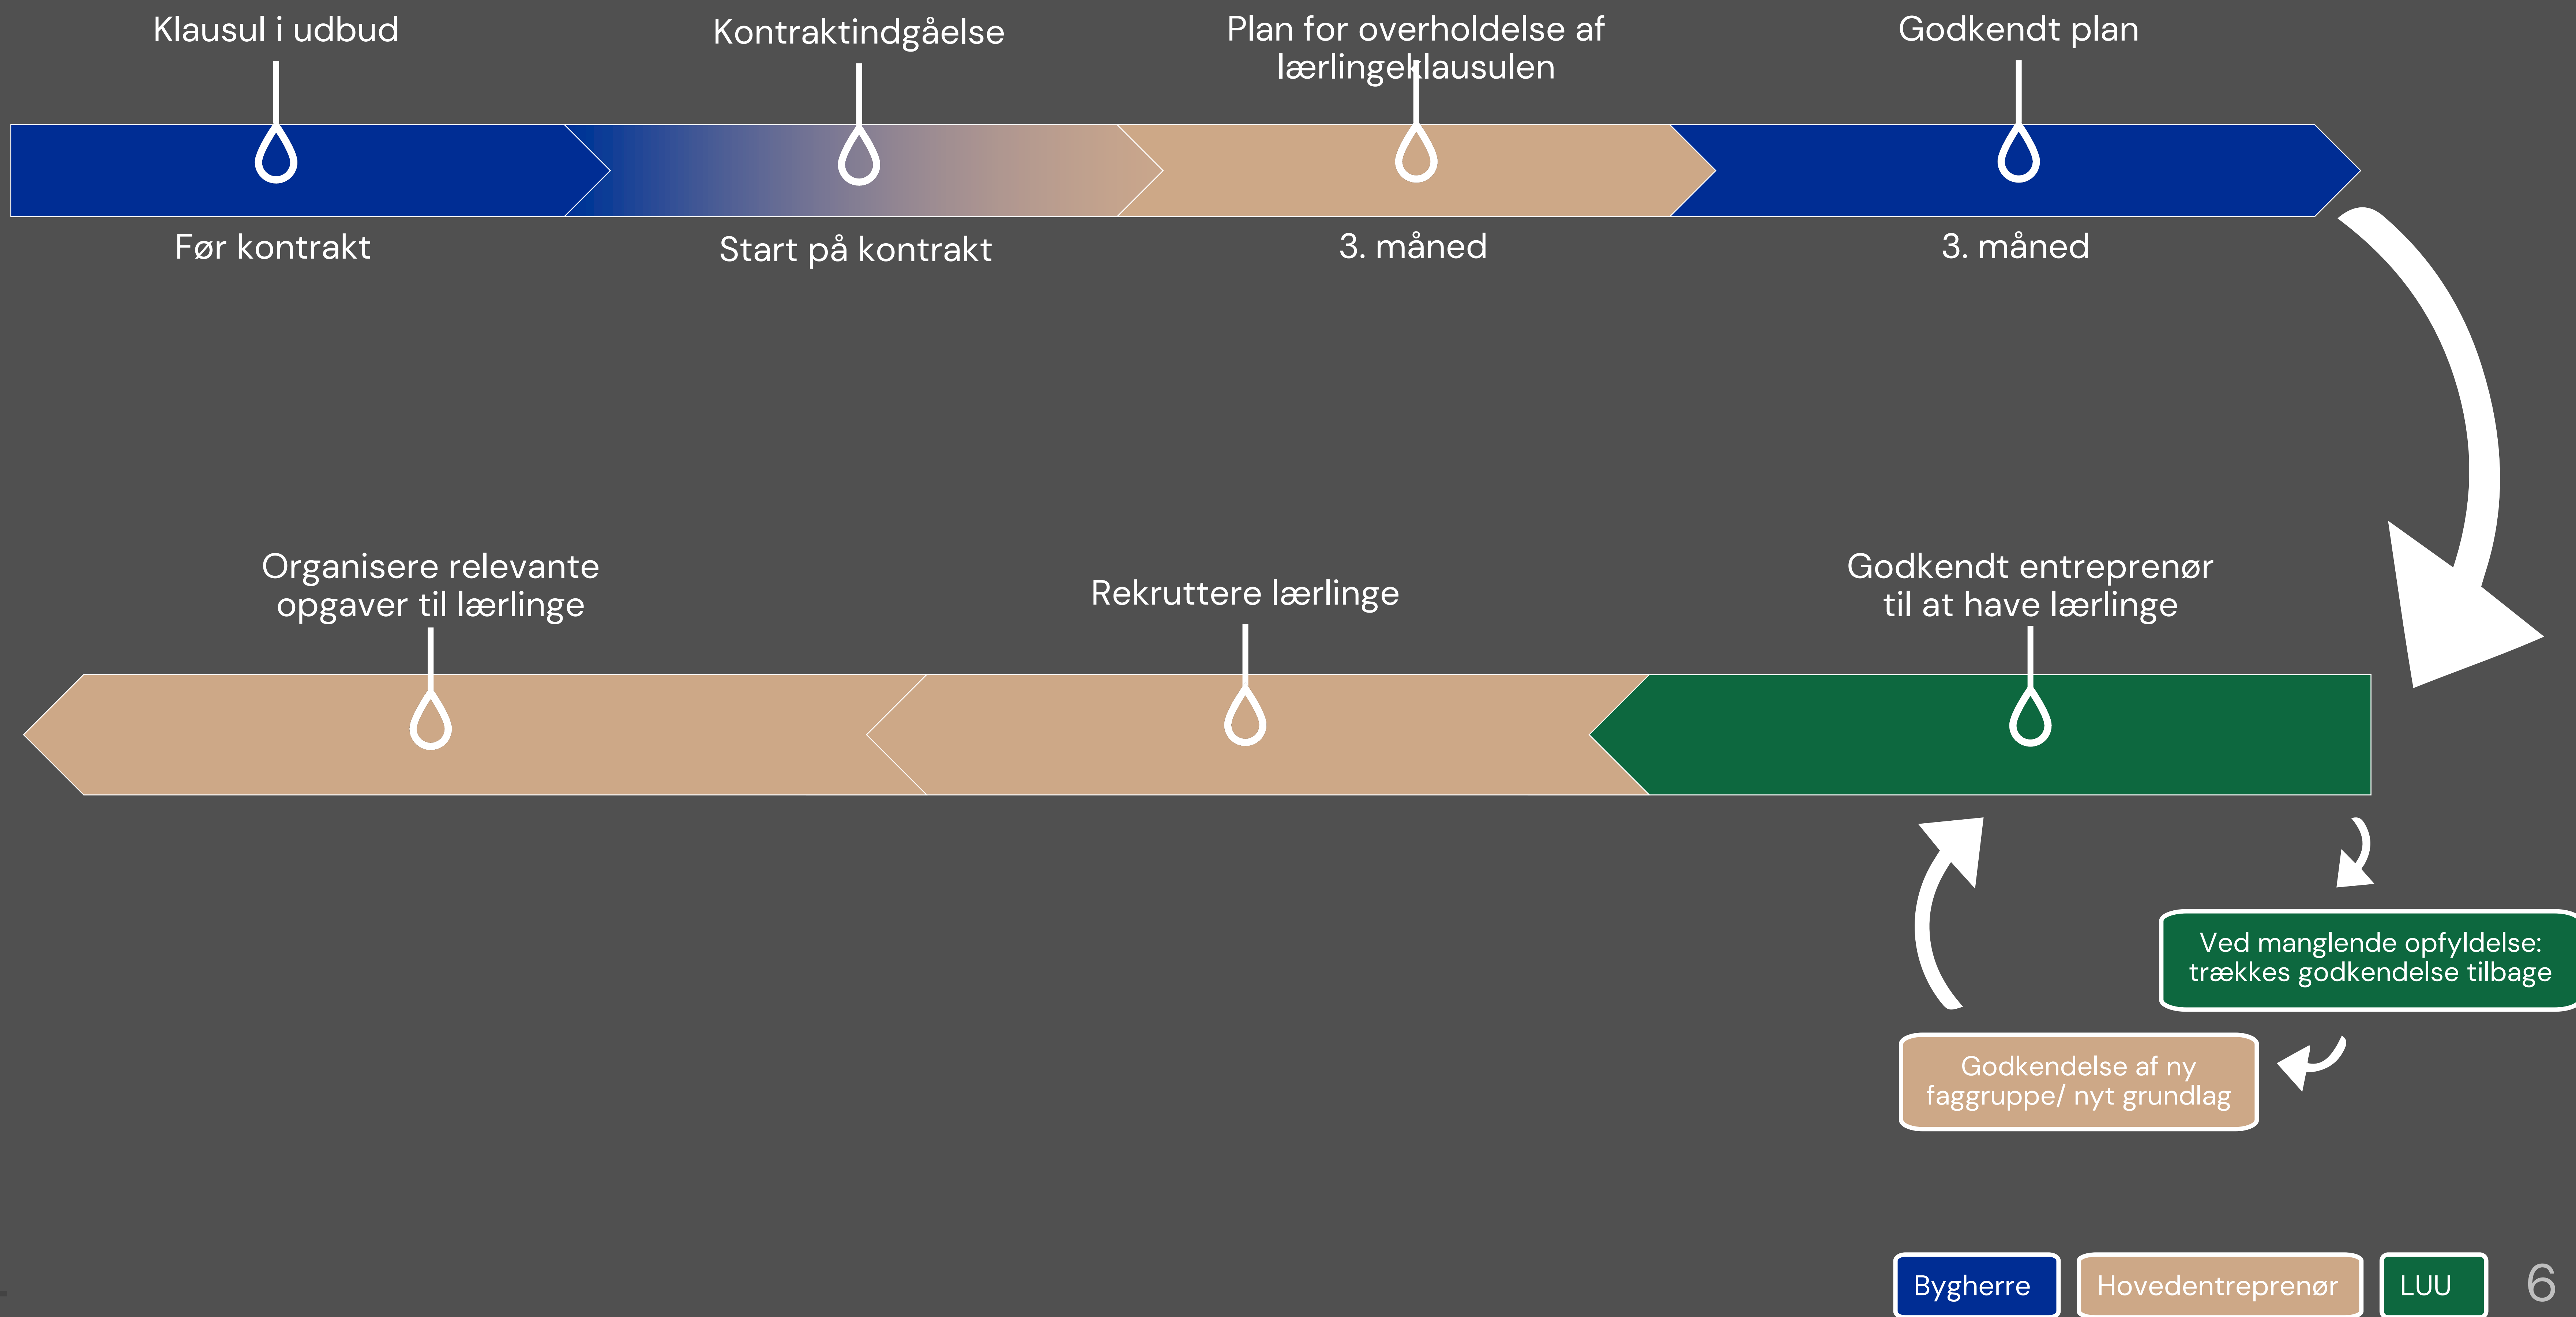 Klausul i udbud
Kontraktindgåelse
Plan for overholdelse af
lærlingeklausulen
Godkendt plan
Før kontrakt
Start på kontrakt
3. måned
3. måned
Organisere relevante
opgaver til lærlinge
Rekruttere lærlinge
Godkendt entreprenør
til at have lærlinge
Ved manglende opfyldelse:
trækkes godkendelse tilbage
Godkendelse af ny
faggruppe/ nyt grundlag
Bygherre
Hovedentreprenør
LUU
6